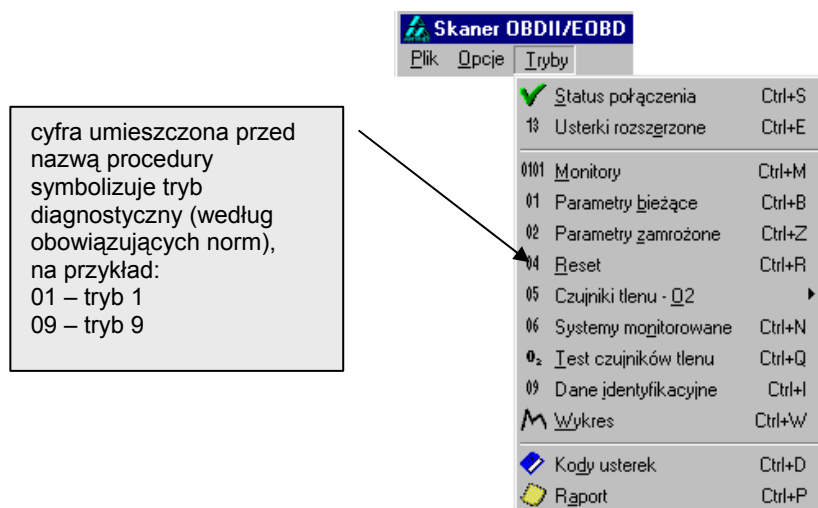 Skaner OBDII/EOBD
Plik Opcje Tryby
cyfra umieszczona przed
nazwą procedury
symbolizuje tryb
diagnostyczny (według
obowiązujących norm),
na przykład:
01 – tryb 1
09 – tryb 9
Status połączenia Ctrl+S
13 Usterki rozszerzone Ctrl+E
0101 Monitory Ctrl+M
01 Parametry bieżące Ctrl+B
02 Parametry zamrożone Ctrl+Z
04 Reset Ctrl+R
05 Czujniki tlenu - O2
06 Systemy monitorowane Ctrl+N
O₂ Test czujników tlenu Ctrl+Q
09 Dane identyfikacyjne Ctrl+I
Wykres Ctrl+W
Kody usterek Ctrl+D
Raport Ctrl+P